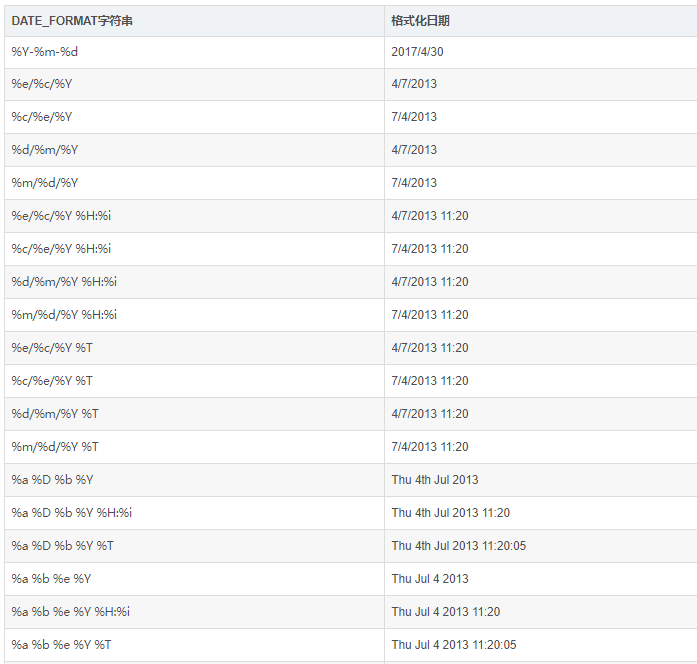 DATE_FORMAT字符串 格式化日期
%Y-%m-%d 2017/4/30
%e/%c/%Y 4/7/2013
%c/%e/%Y 7/4/2013
%d/%m/%Y 4/7/2013
%m/%d/%Y 7/4/2013
%e/%c/%Y %H:%i 4/7/2013 11:20
%c/%e/%Y %H:%i 7/4/2013 11:20
%d/%m/%Y %H:%i 4/7/2013 11:20
%m/%d/%Y %H:%i 7/4/2013 11:20
%e/%c/%Y %T 4/7/2013 11:20
%c/%e/%Y %T 7/4/2013 11:20
%d/%m/%Y %T 4/7/2013 11:20
%m/%d/%Y %T 7/4/2013 11:20
%a %D %b %Y Thu 4th Jul 2013
%a %D %b %Y %H:%i Thu 4th Jul 2013 11:20
%a %D %b %Y %T Thu 4th Jul 2013 11:20:05
%a %b %e %Y Thu Jul 4 2013
%a %b %e %Y %H:%i Thu Jul 4 2013 11:20
%a %b %e %Y %T Thu Jul 4 2013 11:20:05